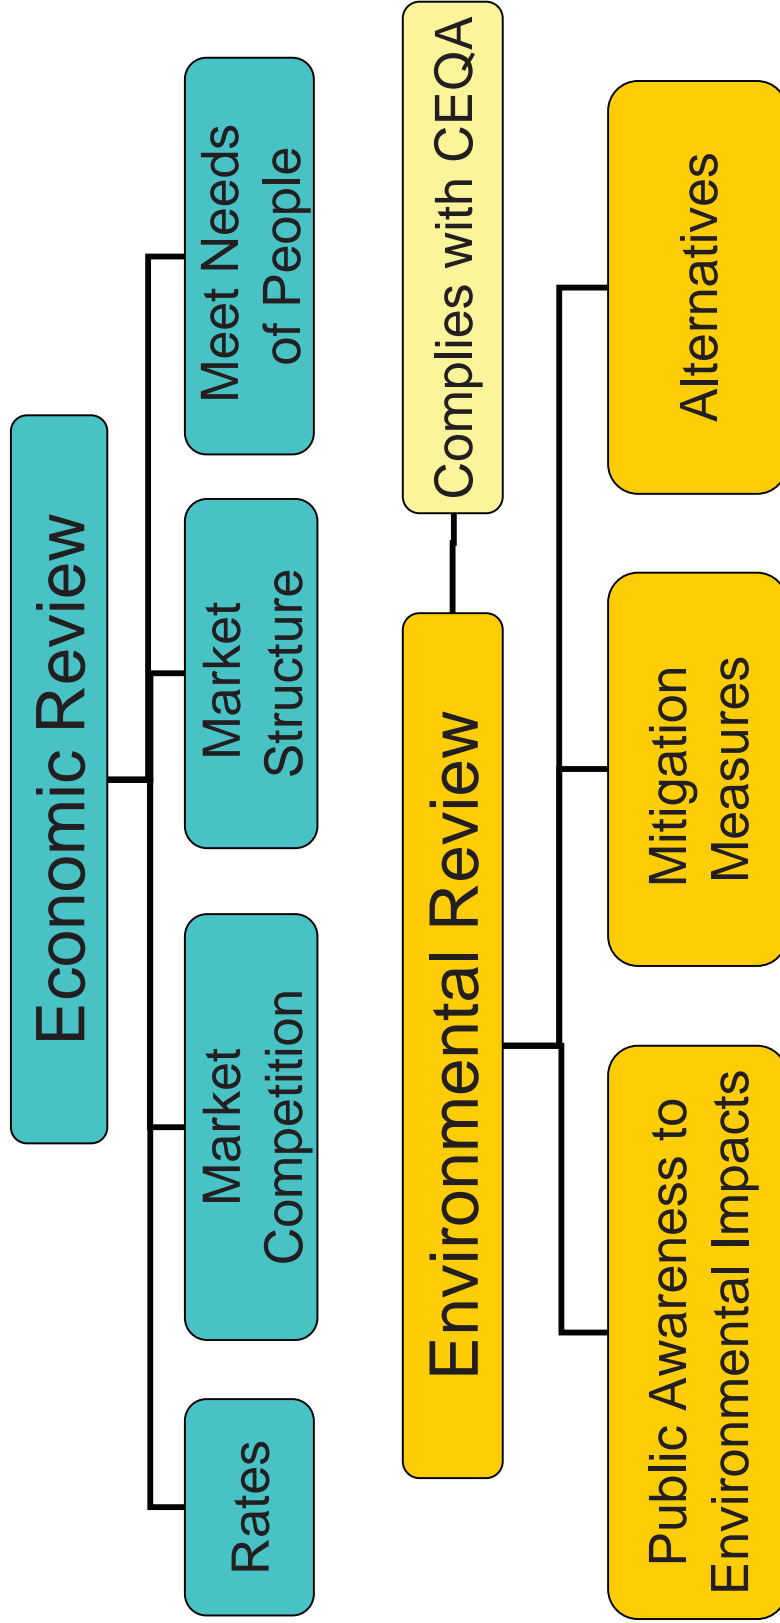 Economic Review
Rates
Market
Competition
Market
Structure
Meet Needs
of People
Environmental Review
Complies with CEQA
Public Awareness to
Environmental Impacts
Mitigation
Measures
Alternatives